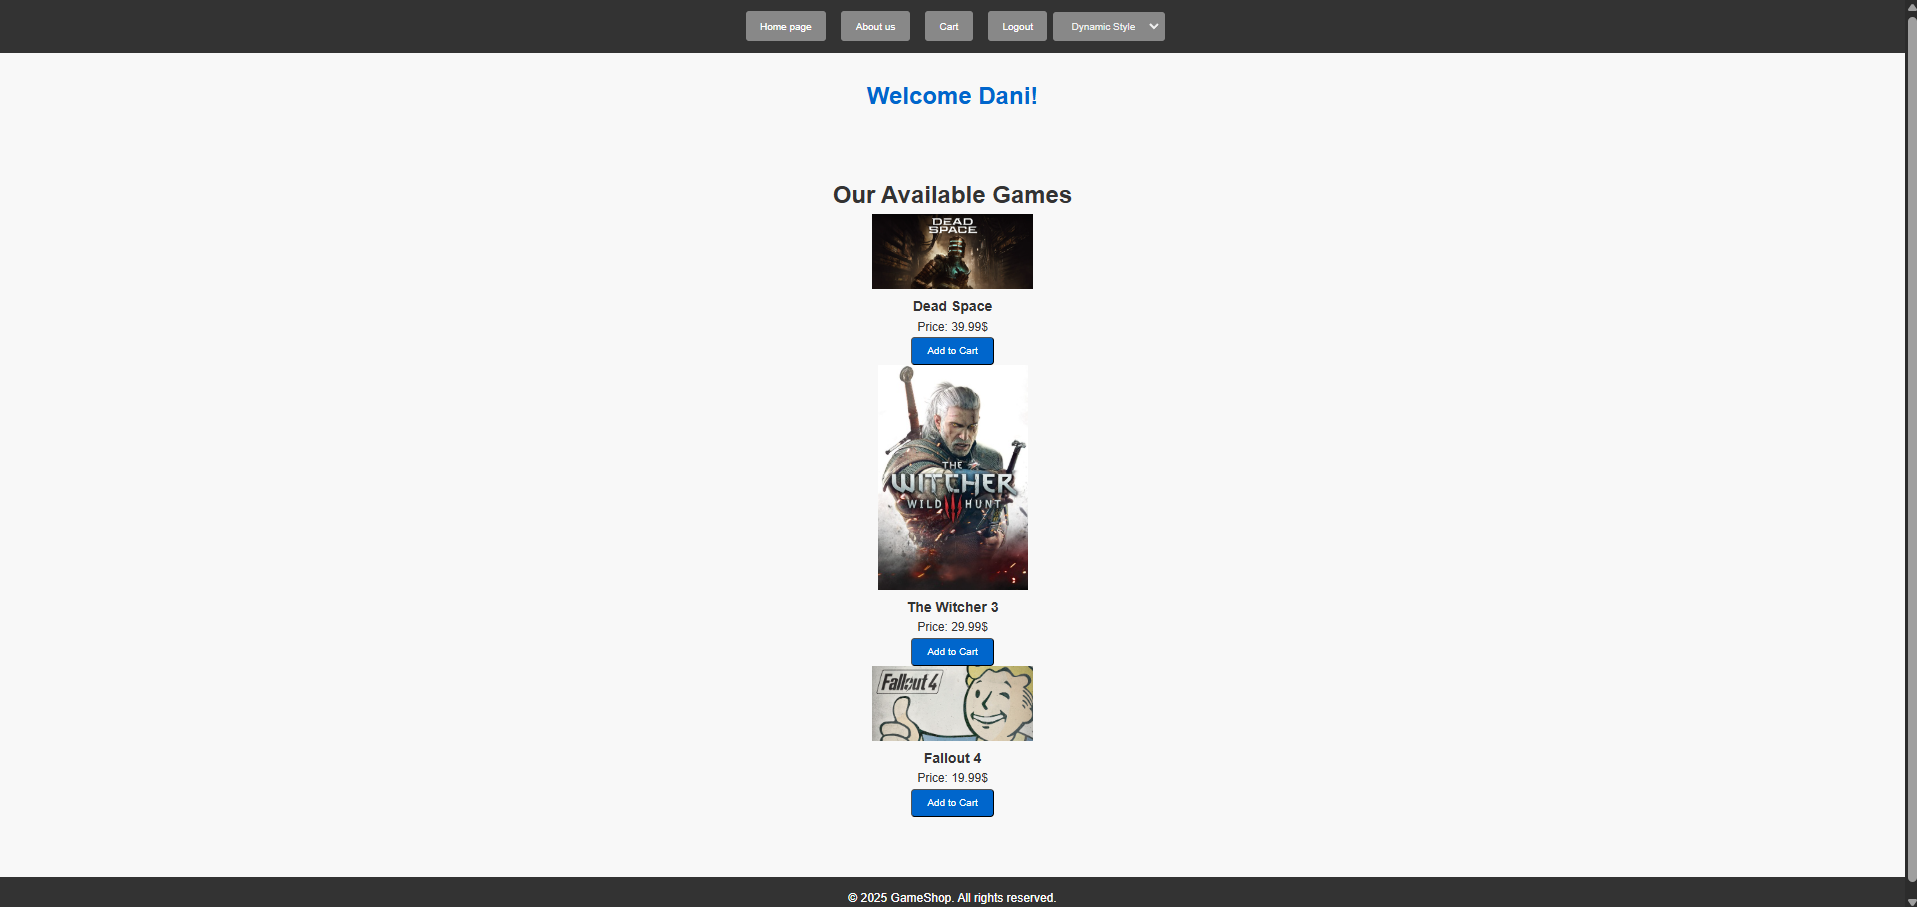 Home page About us Cart Logout Dynamic Style
Welcome Dani!
Our Available Games
DEAD
SPACE
Dead Space
Price: 39.99$
Add to Cart
THE
WITCHER
WILD HUNT
The Witcher 3
Price: 29.99$
Add to Cart
Fallout 4
Fallout 4
Price: 19.99$
Add to Cart
© 2025 GameShop. All rights reserved.